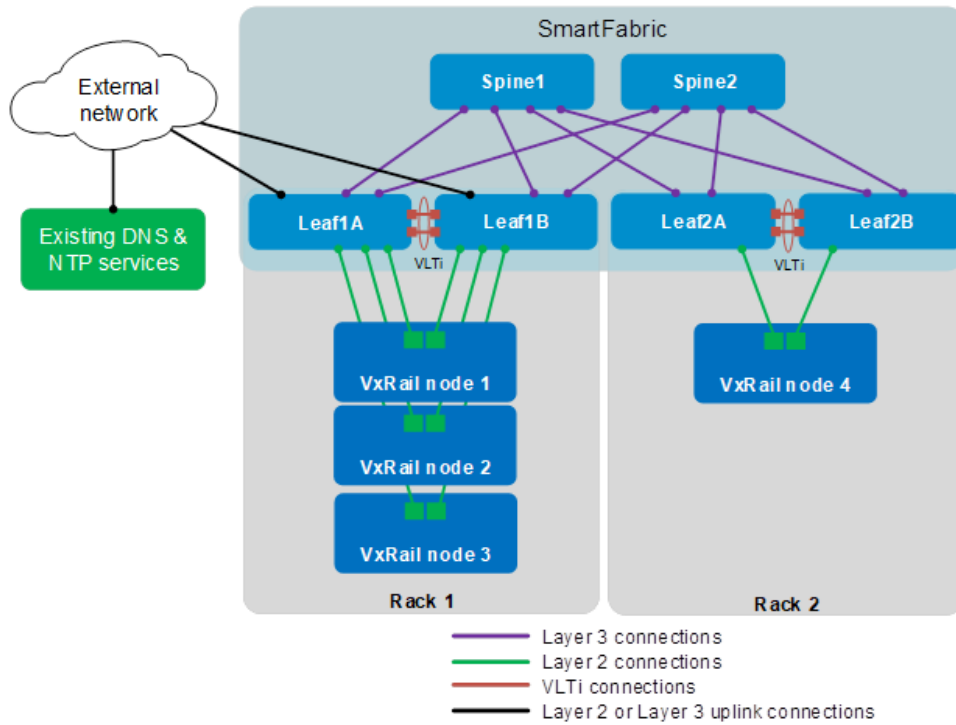 SmartFabric
External
network
Spine1
Spine2
Existing DNS &
NTP services
Leaf1A
Leaf1B
Leaf2A
Leaf2B
VLTi
VLTi
VxRail node 1
VxRail node 4
VxRail node 2
VxRail node 3
Rack 1
Rack 2
Layer 3 connections
Layer 2 connections
VLTi connections
Layer 2 or Layer 3 uplink connections